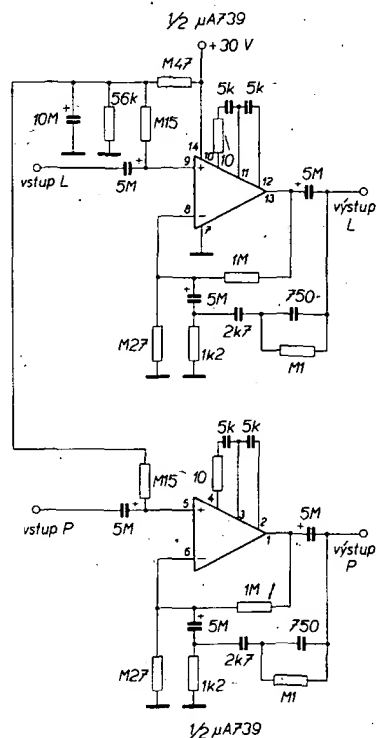 1/2 µA739
+30 V
M47
5k 5k
10M +
56k
M15
10
14
10
11
12
13
9
8
7
+
−
vstup L
5M +
+ 5M
výstup L
1M
+ 5M
750
2k7
M27
1k2
M1
5k 5k
M15
10
4
3
2
1
5
6
+
−
vstup P
5M +
+ 5M
výstup P
1M
+ 5M
750
2k7
M27
1k2
M1
1/2 µA739